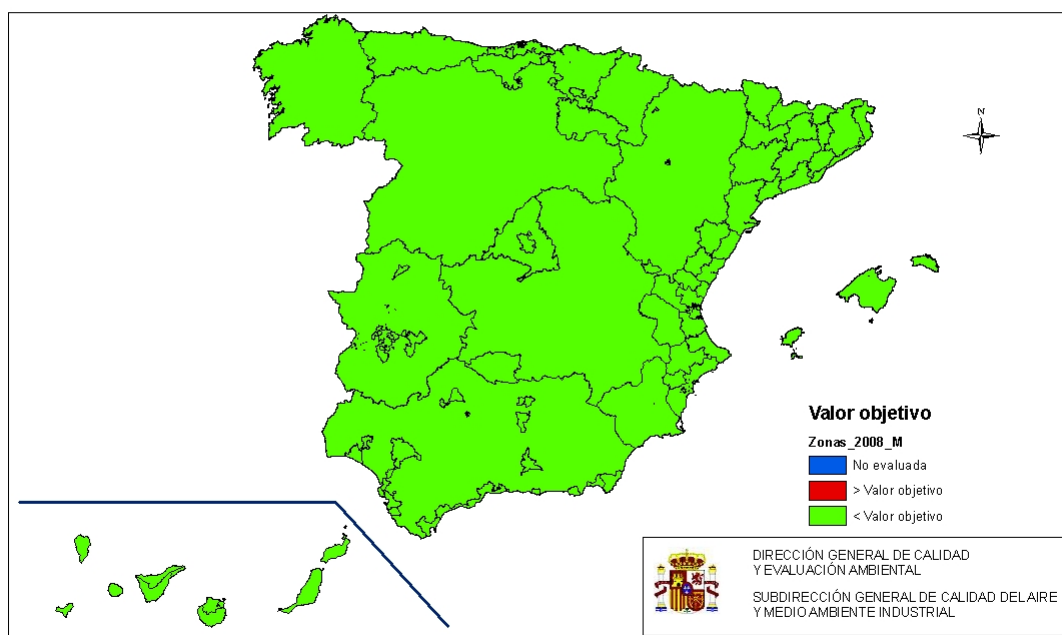 N
Valor objetivo
Zonas_2008_M
No evaluada
> Valor objetivo
< Valor objetivo
DIRECCIÓN GENERAL DE CALIDAD
Y EVALUACIÓN AMBIENTAL
SUBDIRECCIÓN GENERAL DE CALIDAD DEL AIRE
Y MEDIO AMBIENTE INDUSTRIAL